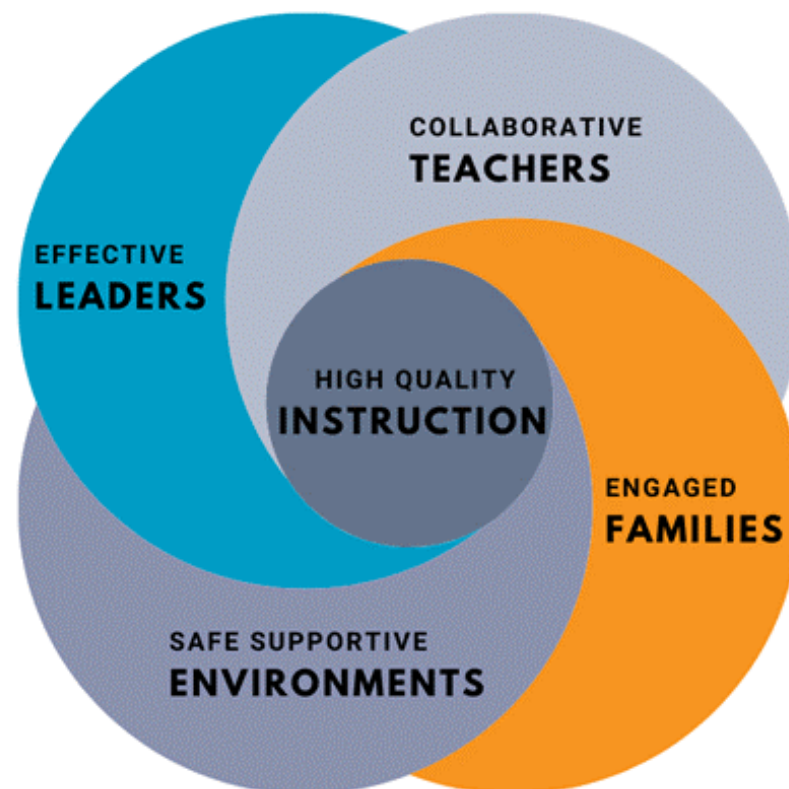 COLLABORATIVE
TEACHERS
EFFECTIVE
LEADERS
HIGH QUALITY
INSTRUCTION
ENGAGED
FAMILIES
SAFE SUPPORTIVE
ENVIRONMENTS